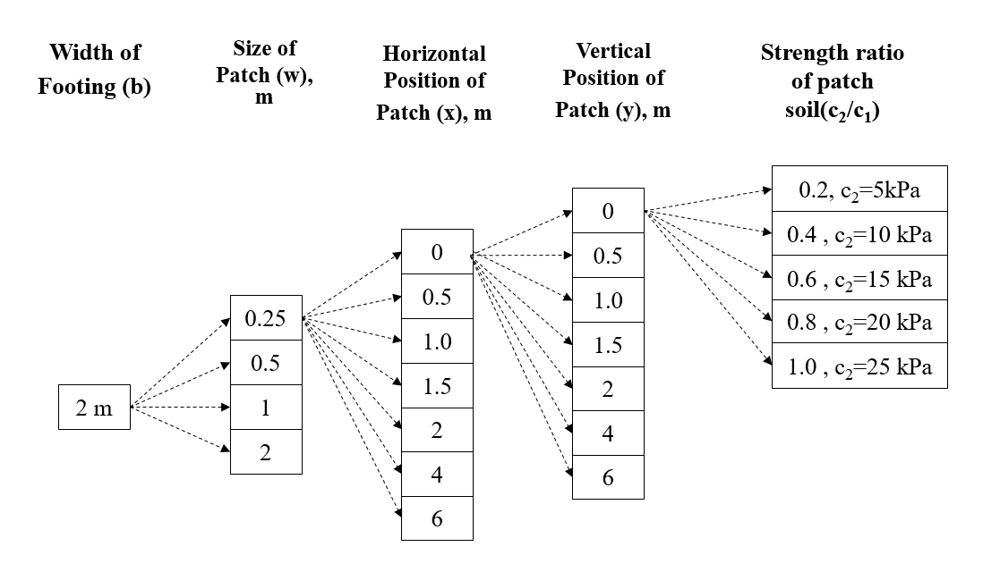 Width of
Footing (b)
Size of
Patch (w),
m
Horizontal
Position of
Patch (x), m
Vertical
Position of
Patch (y), m
Strength ratio
of patch
soil(c₂/c₁)
2 m
0.25
0.5
1
2
0
0.5
1.0
1.5
2
4
6
0
0.5
1.0
1.5
2
4
6
0.2, c₂=5kPa
0.4 , c₂=10 kPa
0.6 , c₂=15 kPa
0.8 , c₂=20 kPa
1.0 , c₂=25 kPa